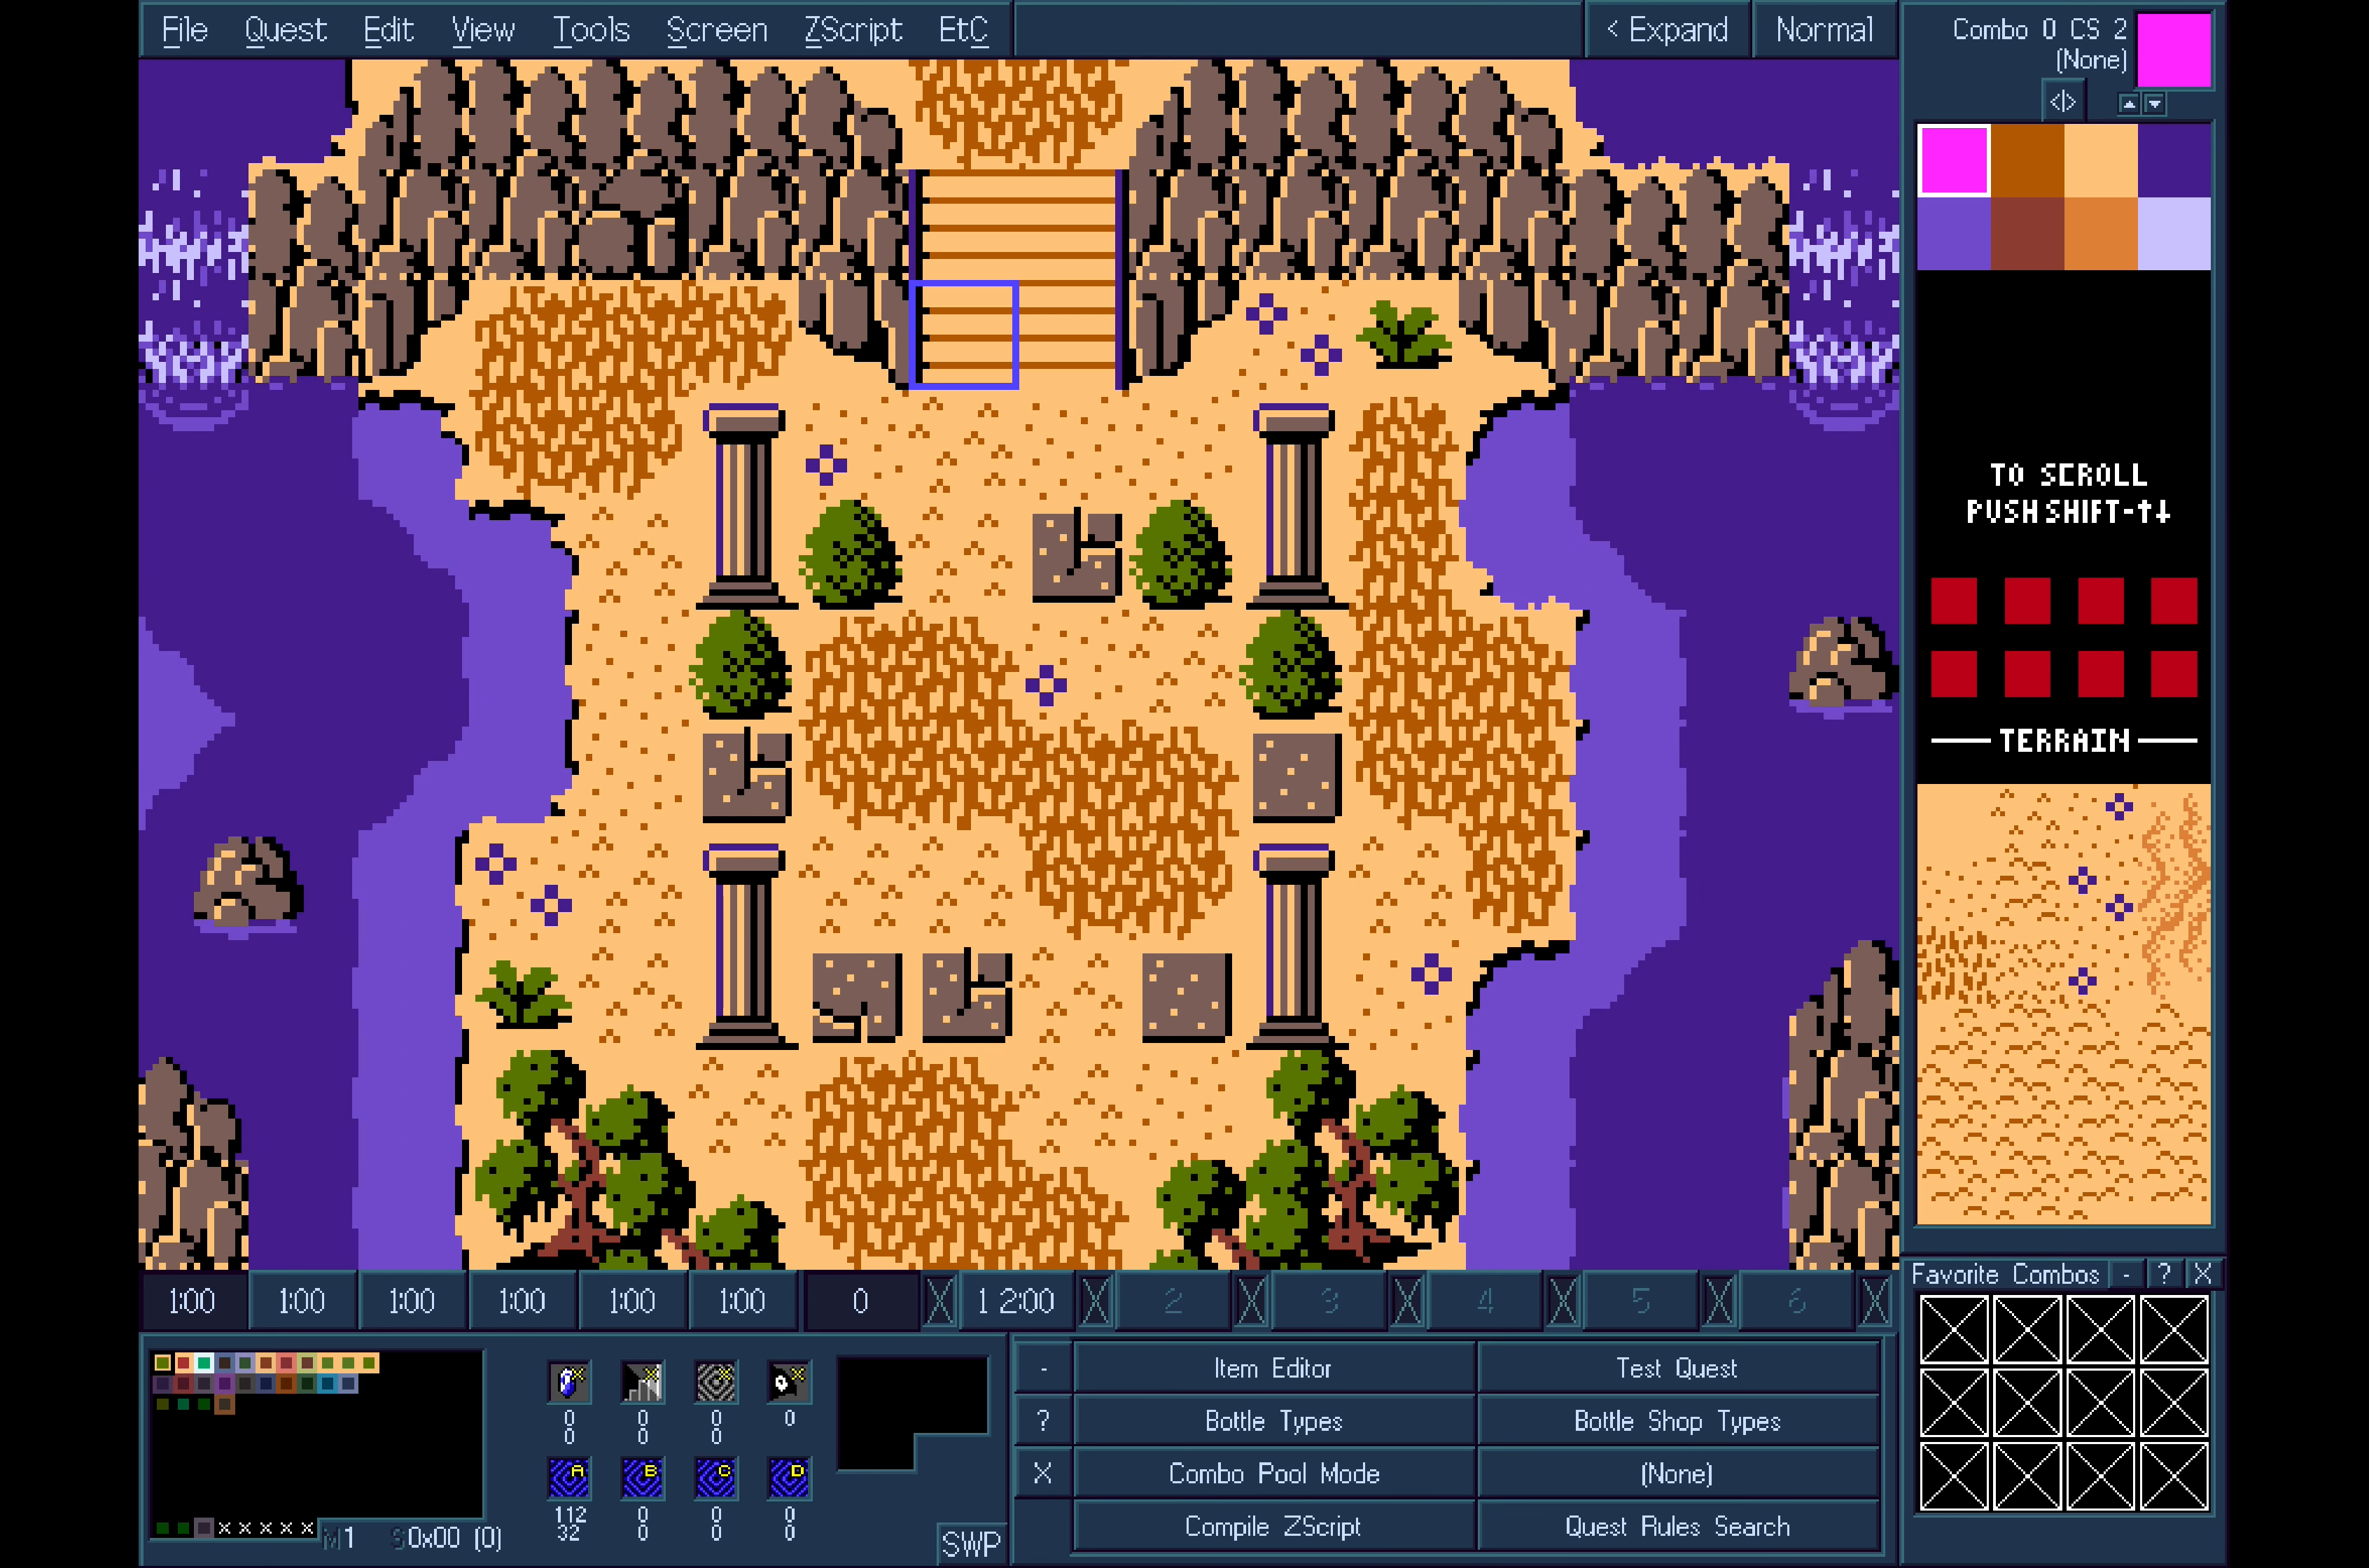 File Quest Edit View Tools Screen ZScript EtC < Expand Normal
Combo 0 CS 2
(None)
TO SCROLL
PUSH SHIFT-↑↓
TERRAIN
1:00 1:00 1:00 1:00 1:00 1:00 0 X 1 2:00 X 2 X 3 X 4 X 5 X 6 X
Favorite Combos - ? X
- Item Editor Test Quest
? Bottle Types Bottle Shop Types
X Combo Pool Mode (None)
Compile ZScript Quest Rules Search
X X X X
0 0 0 0
0 0 0
A B C D
112 0 0 0
32 0 0 0
X X X X X
M1 S0x00 (0)
SWP